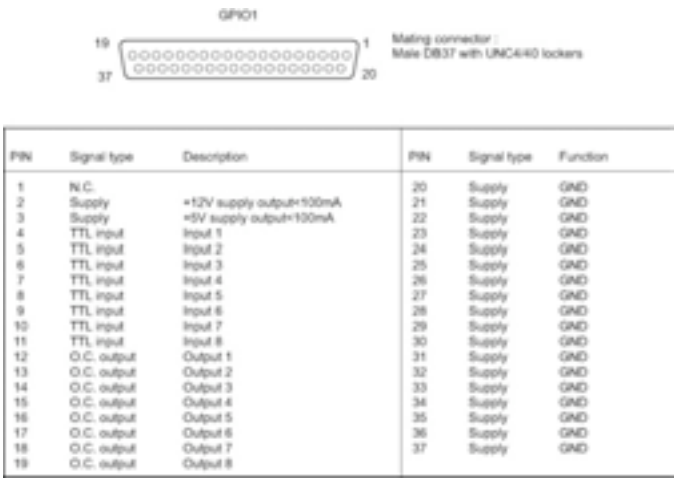 GPIO1
19 1 Mating connector :
Male DB37 with UNC4/40 lockers
37 20
PIN Signal type Description PIN Signal type Function
1 N.C. 20 Supply GND
2 Supply +12V supply output<100mA 21 Supply GND
3 Supply +5V supply output<100mA 22 Supply GND
4 TTL input Input 1 23 Supply GND
5 TTL input Input 2 24 Supply GND
6 TTL input Input 3 25 Supply GND
7 TTL input Input 4 26 Supply GND
8 TTL input Input 5 27 Supply GND
9 TTL input Input 6 28 Supply GND
10 TTL input Input 7 29 Supply GND
11 TTL input Input 8 30 Supply GND
12 O.C. output Output 1 31 Supply GND
13 O.C. output Output 2 32 Supply GND
14 O.C. output Output 3 33 Supply GND
15 O.C. output Output 4 34 Supply GND
16 O.C. output Output 5 35 Supply GND
17 O.C. output Output 6 36 Supply GND
18 O.C. output Output 7 37 Supply GND
19 O.C. output Output 8